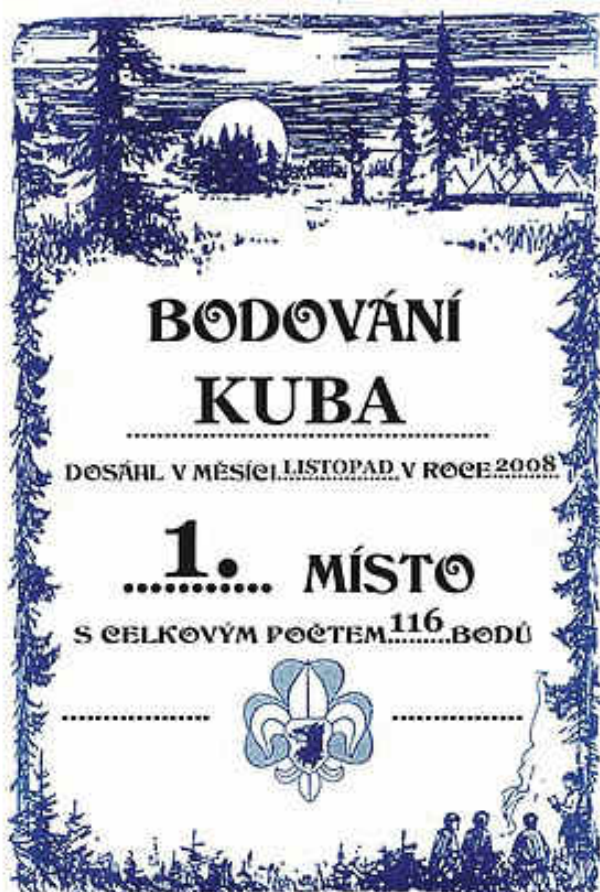 BODOVÁNÍ
KUBA
DOSÁHL V MĚSÍCI LISTOPAD V ROCE 2008
1. MÍSTO
S CELKOVÝM POČTEM 116 BODŮ